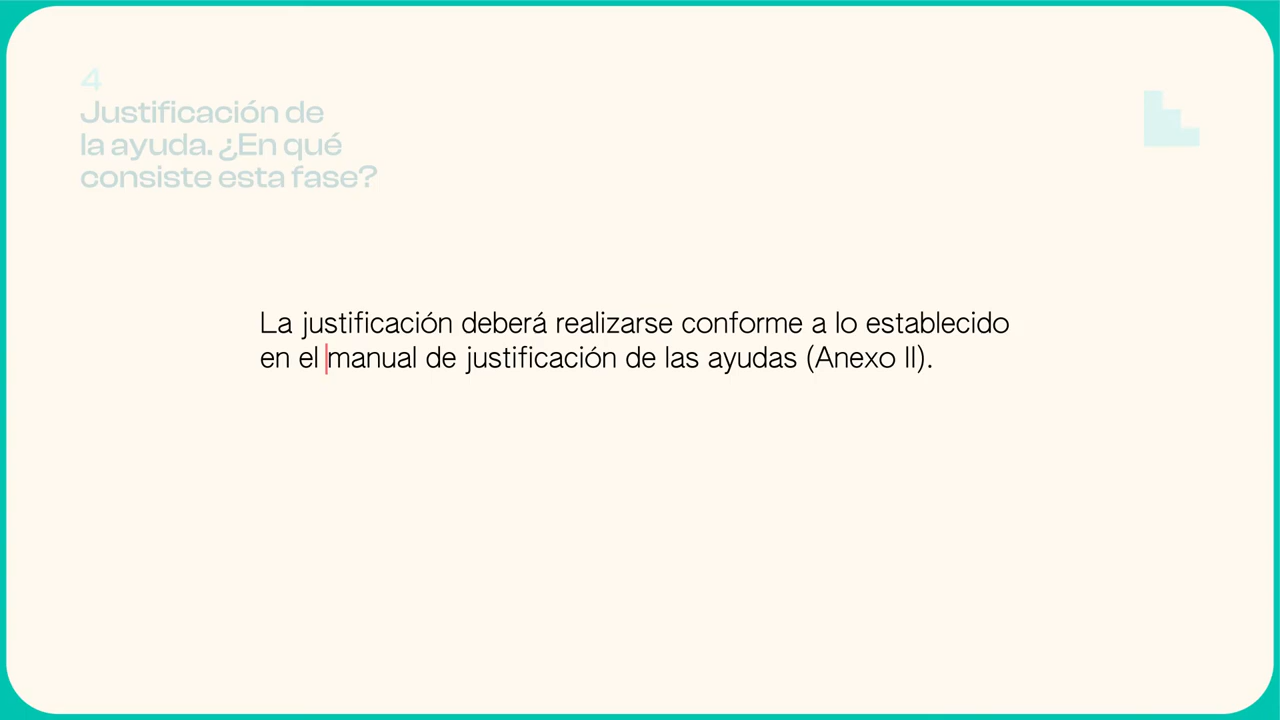 4
Justificación de
la ayuda. ¿En qué
consiste esta fase?
La justificación deberá realizarse conforme a lo establecido
en el manual de justificación de las ayudas (Anexo II).